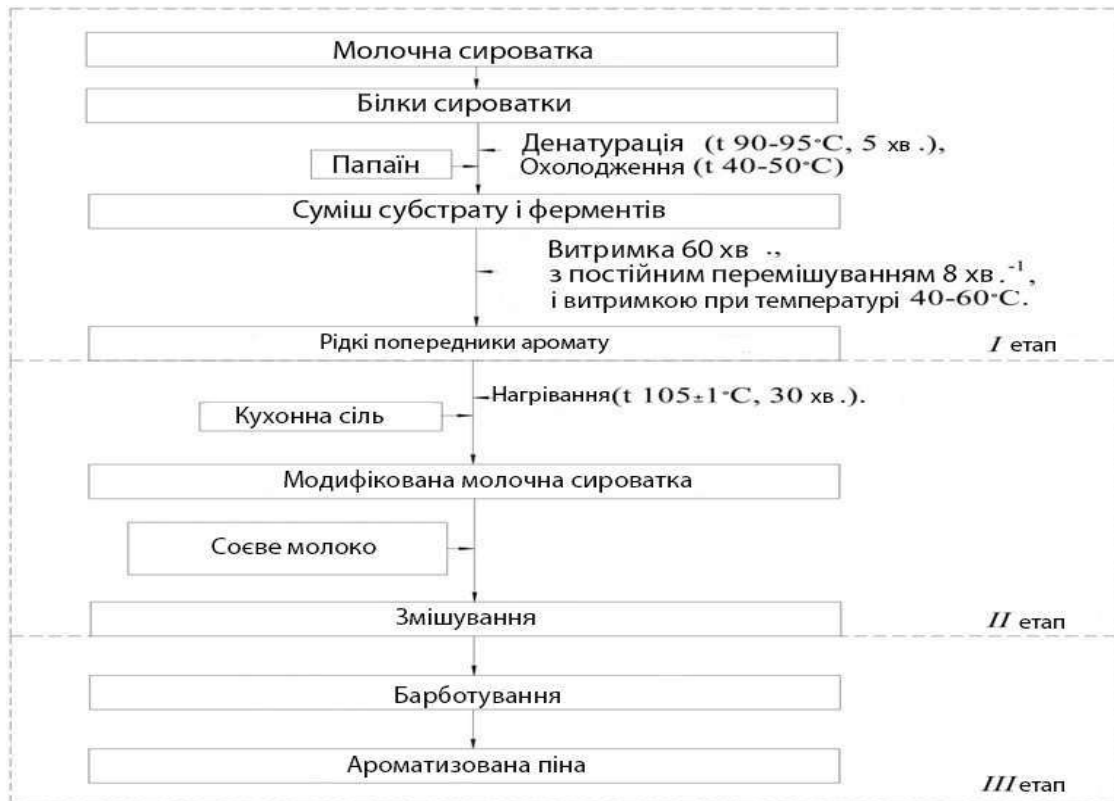 Молочна сироватка
Білки сироватки
Денатурація (t 90-95°C, 5 хв .),
Папаїн
Охолодження (t 40-50°C)
Суміш субстрату і ферментів
Витримка 60 хв .,
з постійним перемішуванням 8 хв.⁻¹,
і витримкою при температурі 40-60°C.
Рідкі попередники аромату
I етап
Нагрівання(t 105±1°C, 30 хв .).
Кухонна сіль
Модифікована молочна сироватка
Соєве молоко
Змішування
II етап
Барботування
Ароматизована піна
III етап